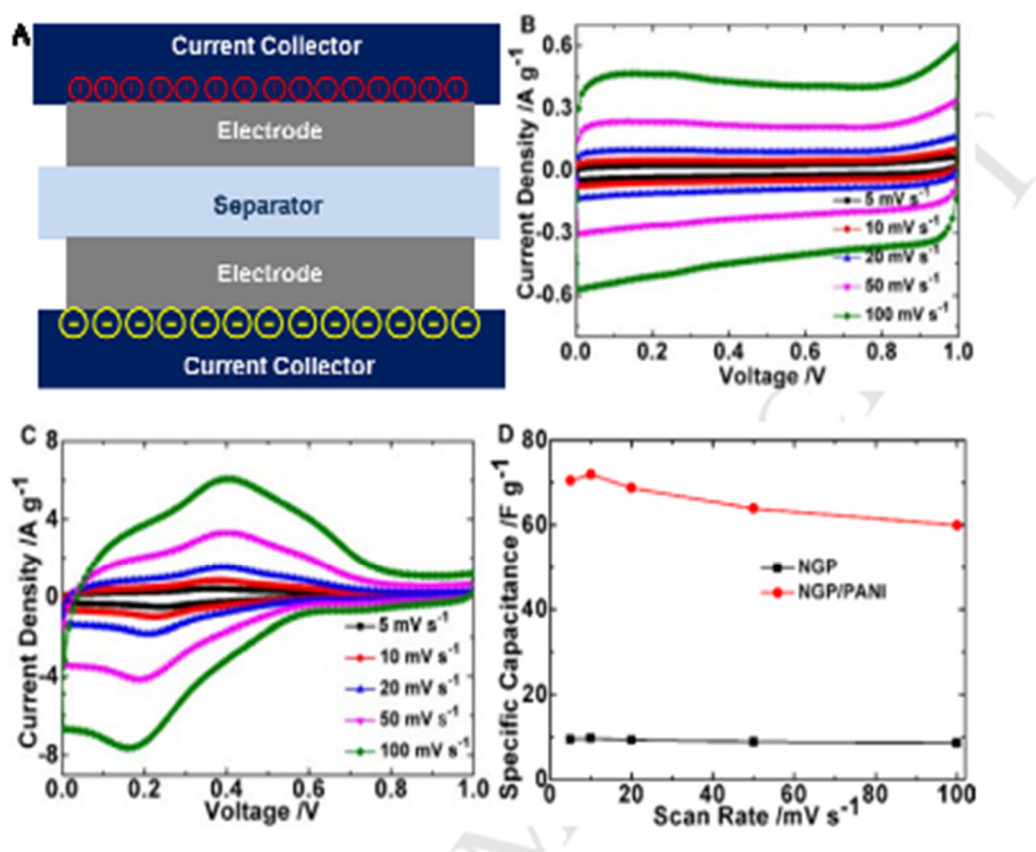 A
Current Collector
Electrode
Separator
Electrode
Current Collector
B
Current Density /A g⁻¹
0.6
0.3
0.0
-0.3
-0.6
5 mV s⁻¹
10 mV s⁻¹
20 mV s⁻¹
50 mV s⁻¹
100 mV s⁻¹
0.0 0.2 0.4 0.6 0.8 1.0
Voltage /V
C
Current Density /A g⁻¹
8
4
0
-4
-8
5 mV s⁻¹
10 mV s⁻¹
20 mV s⁻¹
50 mV s⁻¹
100 mV s⁻¹
0.0 0.2 0.4 0.6 0.8 1.0
Voltage /V
D
Specific Capacitance /F g⁻¹
80
60
40
20
0
NGP
NGP/PANI
0 20 40 60 80 100
Scan Rate /mV s⁻¹